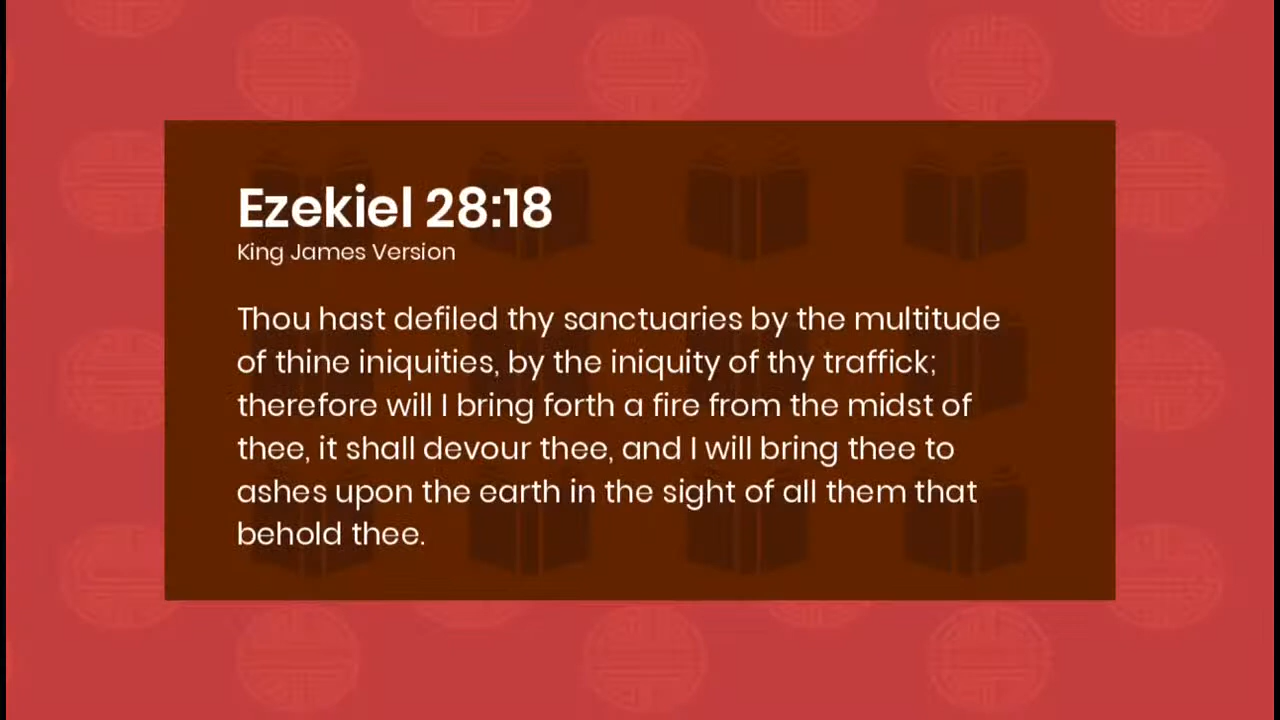 Ezekiel 28:18
King James Version
Thou hast defiled thy sanctuaries by the multitude
of thine iniquities, by the iniquity of thy traffick;
therefore will I bring forth a fire from the midst of
thee, it shall devour thee, and I will bring thee to
ashes upon the earth in the sight of all them that
behold thee.